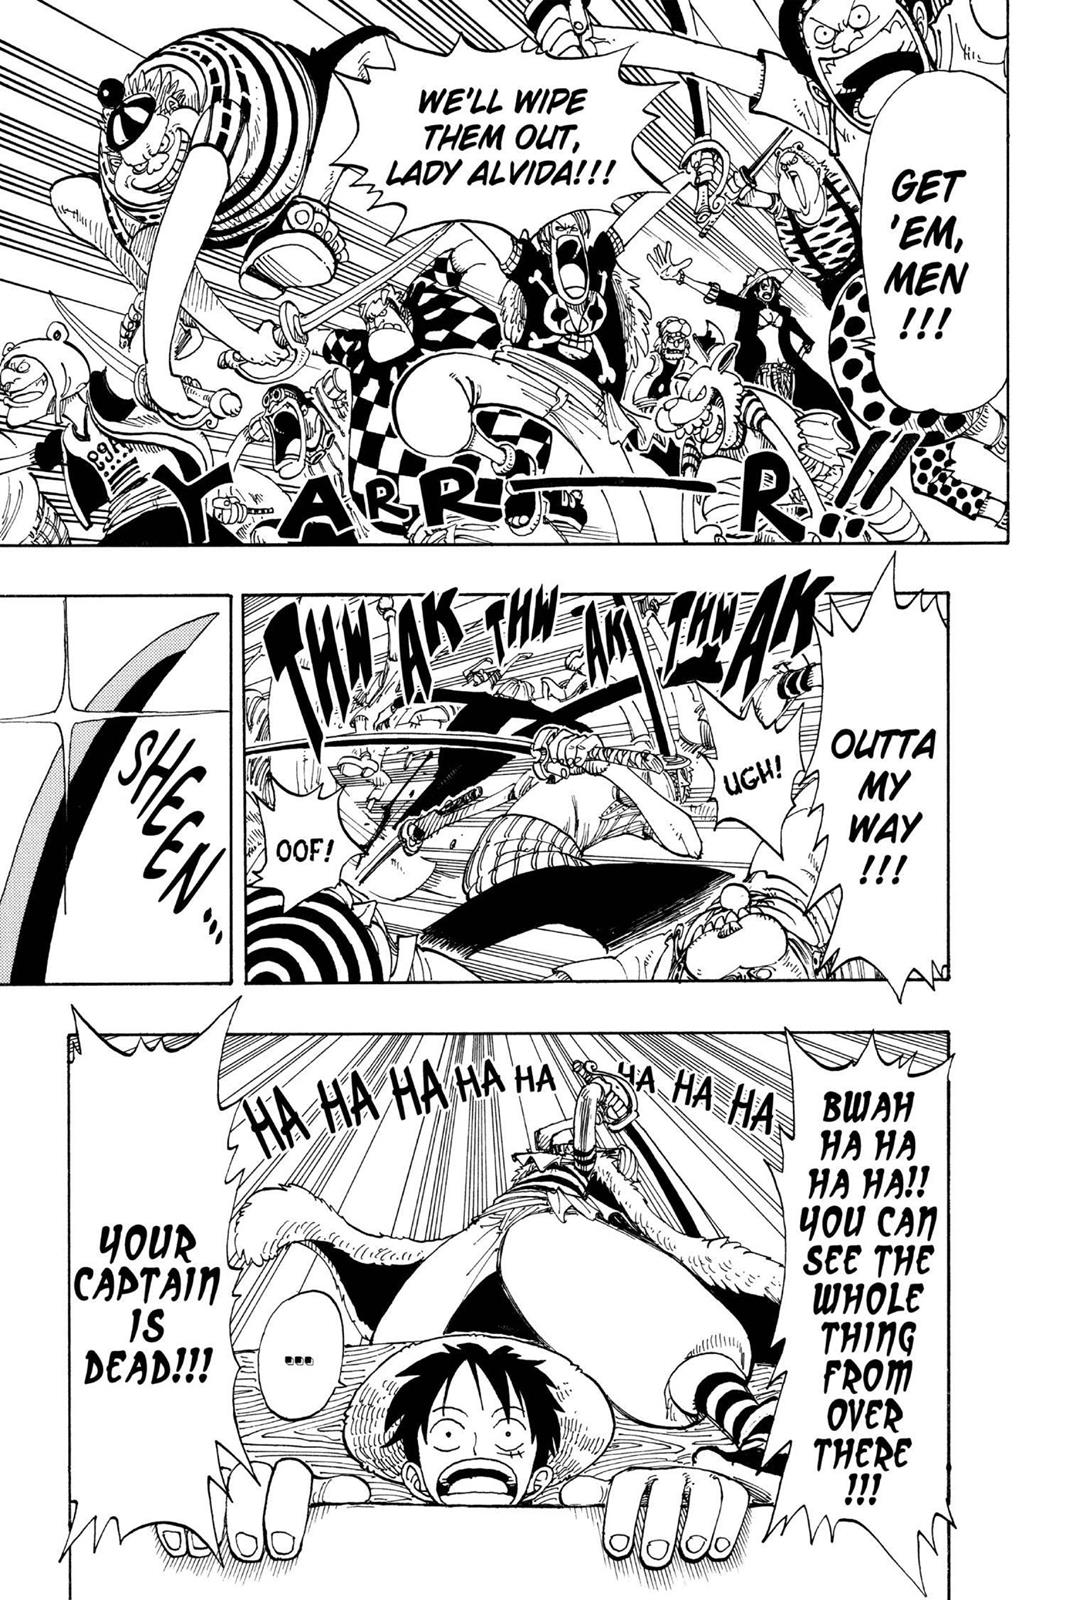 GET
'EM,
MEN
!!!
WE'LL WIPE
THEM OUT,
LADY ALVIDA!!!
YARR—R!!
OUTTA
MY
WAY
!!!
THWAK THWAK THWAK
UGH!
OOF!
SHEEN...
BWAH
HA HA
HA HA!!
YOU CAN
SEE THE
WHOLE
THING
FROM
OVER
THERE
!!!
HA HA HA HA HA HA HA HA
...
YOUR
CAPTAIN
IS
DEAD!!!